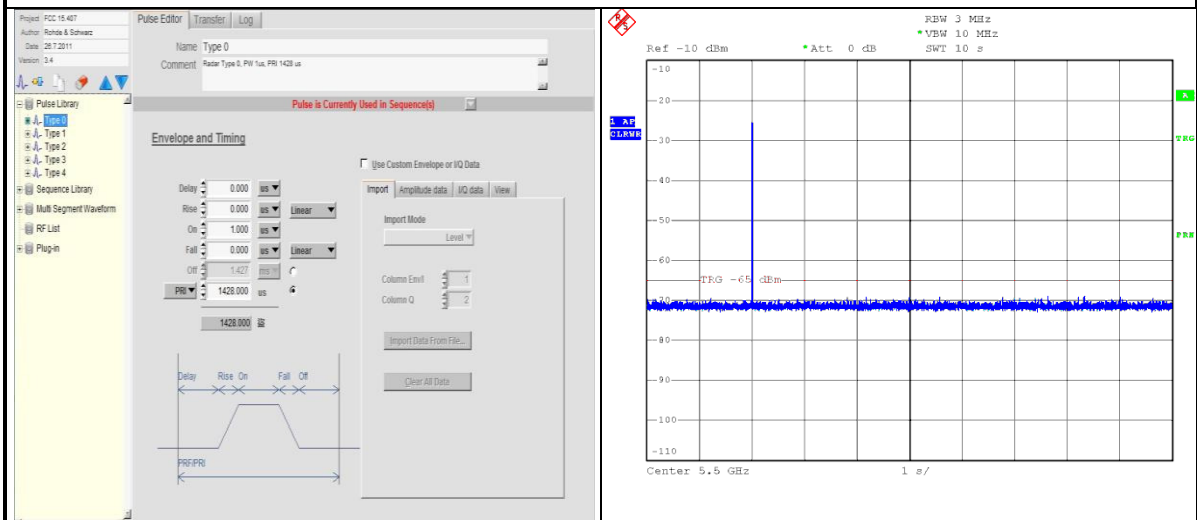 Project FCC 15.407
Author Rohde & Schwarz
Date 26.7.2011
Version 3.4
Pulse Library
Type 0
Type 1
Type 2
Type 3
Type 4
Sequence Library
Multi Segment Waveform
RF List
Plug-in
Pulse Editor Transfer Log
Name Type 0
Comment Radar Type 0, PW 1us, PRI 1428 us
Pulse is Currently Used in Sequence(s)
Envelope and Timing
Use Custom Envelope or I/Q Data
Delay 0.000 us
Rise 0.000 us Linear
On 1.000 us
Fall 0.000 us Linear
Off 1.427 ms
PRI 1428.000 us
1428.000
Import Amplitude data I/Q data View
Import Mode
Level
Column Env/I 1
Column Q 2
Import Data From File...
Clear All Data
Delay Rise On Fall Off
PRF/PRI
R S
RBW 3 MHz
*VBW 10 MHz
Ref -10 dBm *Att 0 dB SWT 10 s
-10
-20
-30
-40
-50
-60
TRG -65 dBm
-70
-80
-90
-100
-110
1 AP
CLRWR
A
TRG
PRN
Center 5.5 GHz 1 s/